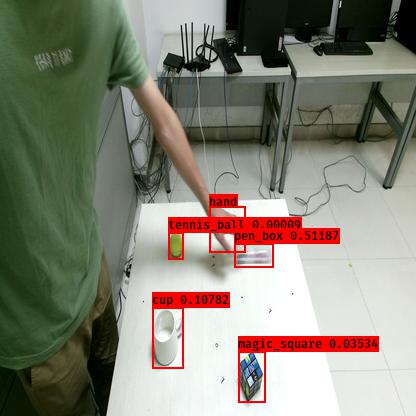 hand
tennis_ball 0.00009
pen_box 0.51187
cup 0.10782
magic_square 0.03534